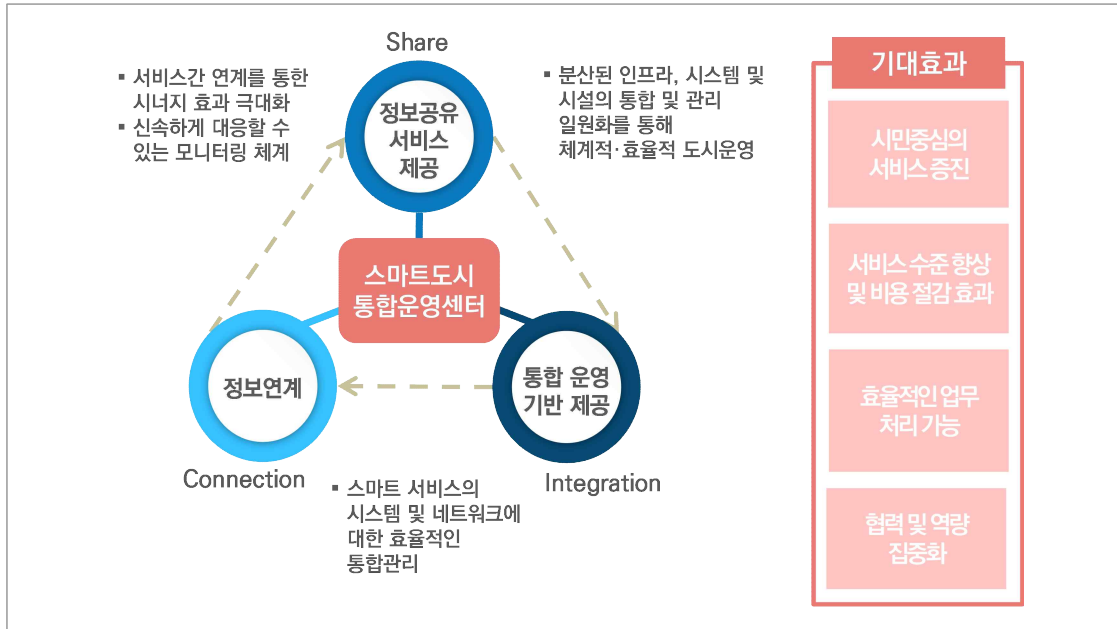 Share
▪ 서비스간 연계를 통한
시너지 효과 극대화
▪ 신속하게 대응할 수
있는 모니터링 체계
정보공유
서비스
제공
▪ 분산된 인프라, 시스템 및
시설의 통합 및 관리
일원화를 통해
체계적·효율적 도시운영
스마트도시
통합운영센터
정보연계
Connection
통합 운영
기반 제공
Integration
▪ 스마트 서비스의
시스템 및 네트워크에
대한 효율적인
통합관리
기대효과
시민중심의
서비스 증진
서비스 수준 향상
및 비용 절감 효과
효율적인 업무
처리 가능
협력 및 역량
집중화